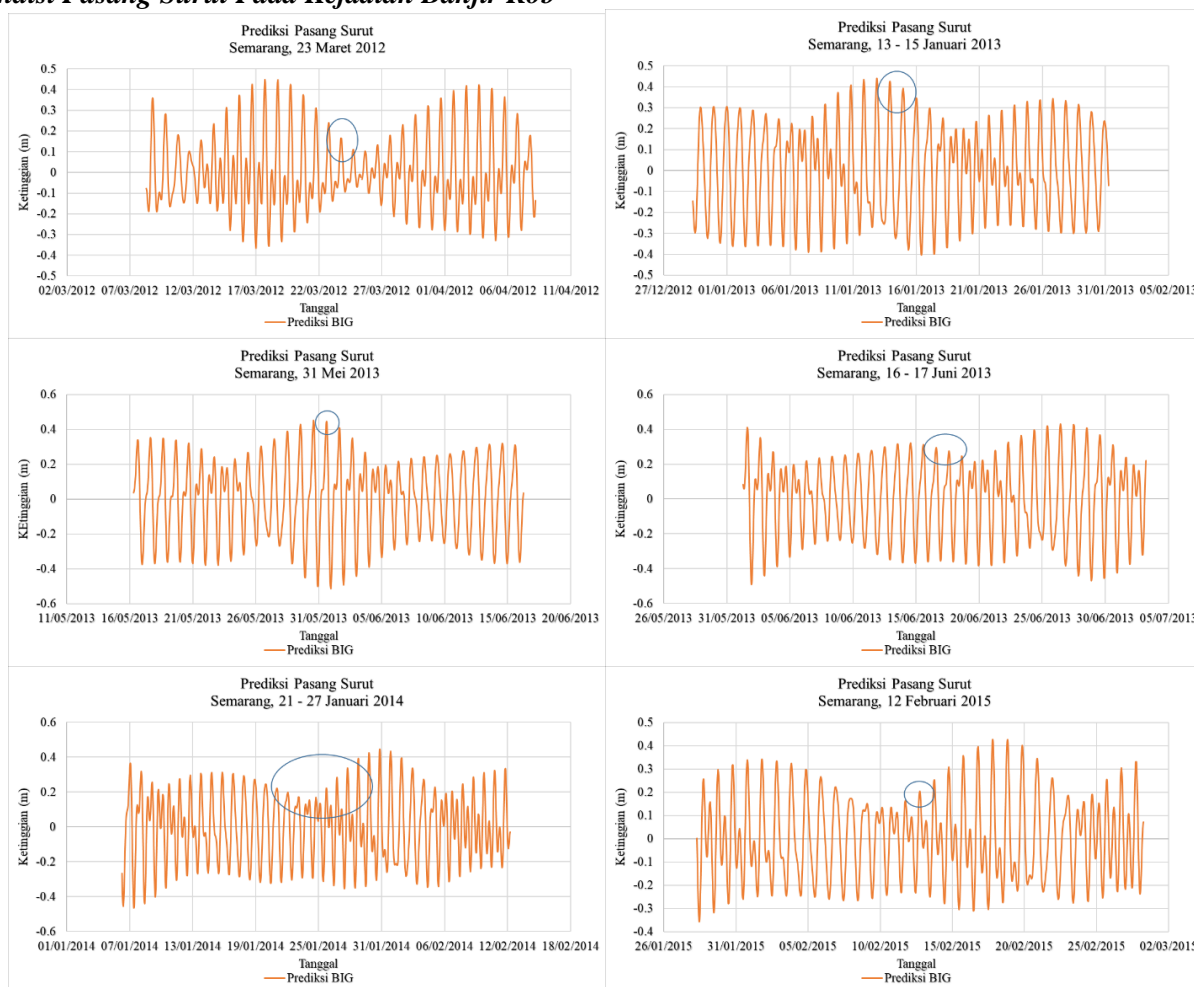 Pasang Surut Pada Kejadian Banjir Rob
Prediksi Pasang Surut
Semarang, 23 Maret 2012
0.5
0.4
0.3
0.2
0.1
0
-0.1
-0.2
-0.3
-0.4
-0.5
Ketinggian (m)
02/03/2012 07/03/2012 12/03/2012 17/03/2012 22/03/2012 27/03/2012 01/04/2012 06/04/2012 11/04/2012
Tanggal
Prediksi BIG
Prediksi Pasang Surut
Semarang, 13 - 15 Januari 2013
0.5
0.4
0.3
0.2
0.1
0
-0.1
-0.2
-0.3
-0.4
-0.5
Ketinggian (m)
27/12/2012 01/01/2013 06/01/2013 11/01/2013 16/01/2013 21/01/2013 26/01/2013 31/01/2013 05/02/2013
Tanggal
Prediksi BIG
Prediksi Pasang Surut
Semarang, 31 Mei 2013
0.6
0.4
0.2
0
-0.2
-0.4
-0.6
KEtinggian (m)
11/05/2013 16/05/2013 21/05/2013 26/05/2013 31/05/2013 05/06/2013 10/06/2013 15/06/2013 20/06/2013
Tanggal
Prediksi BIG
Prediksi Pasang Surut
Semarang, 16 - 17 Juni 2013
0.6
0.4
0.2
0
-0.2
-0.4
-0.6
Ketinggian (m)
26/05/2013 31/05/2013 05/06/2013 10/06/2013 15/06/2013 20/06/2013 25/06/2013 30/06/2013 05/07/2013
Tanggal
Prediksi BIG
Prediksi Pasang Surut
Semarang, 21 - 27 Januari 2014
0.6
0.4
0.2
0
-0.2
-0.4
-0.6
Ketinggian (m)
01/01/2014 07/01/2014 13/01/2014 19/01/2014 25/01/2014 31/01/2014 06/02/2014 12/02/2014 18/02/2014
Tanggal
Prediksi BIG
Prediksi Pasang Surut
Semarang, 12 Februari 2015
0.5
0.4
0.3
0.2
0.1
0
-0.1
-0.2
-0.3
-0.4
Ketinggian (m)
26/01/2015 31/01/2015 05/02/2015 10/02/2015 15/02/2015 20/02/2015 25/02/2015 02/03/2015
Tanggal
Prediksi BIG